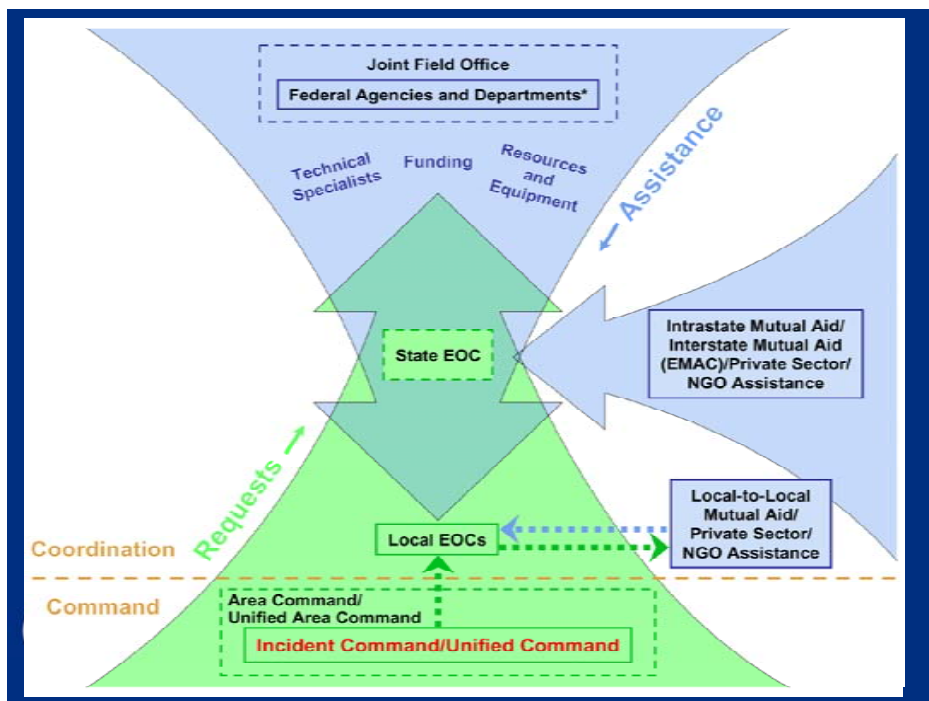 Joint Field Office
Federal Agencies and Departments*
Technical
Specialists
Funding
Resources
and
Equipment
← Assistance
State EOC
Intrastate Mutual Aid/
Interstate Mutual Aid
(EMAC)/Private Sector/
NGO Assistance
Requests →
Local EOCs
Local-to-Local
Mutual Aid/
Private Sector/
NGO Assistance
Coordination
Command
Area Command/
Unified Area Command
Incident Command/Unified Command